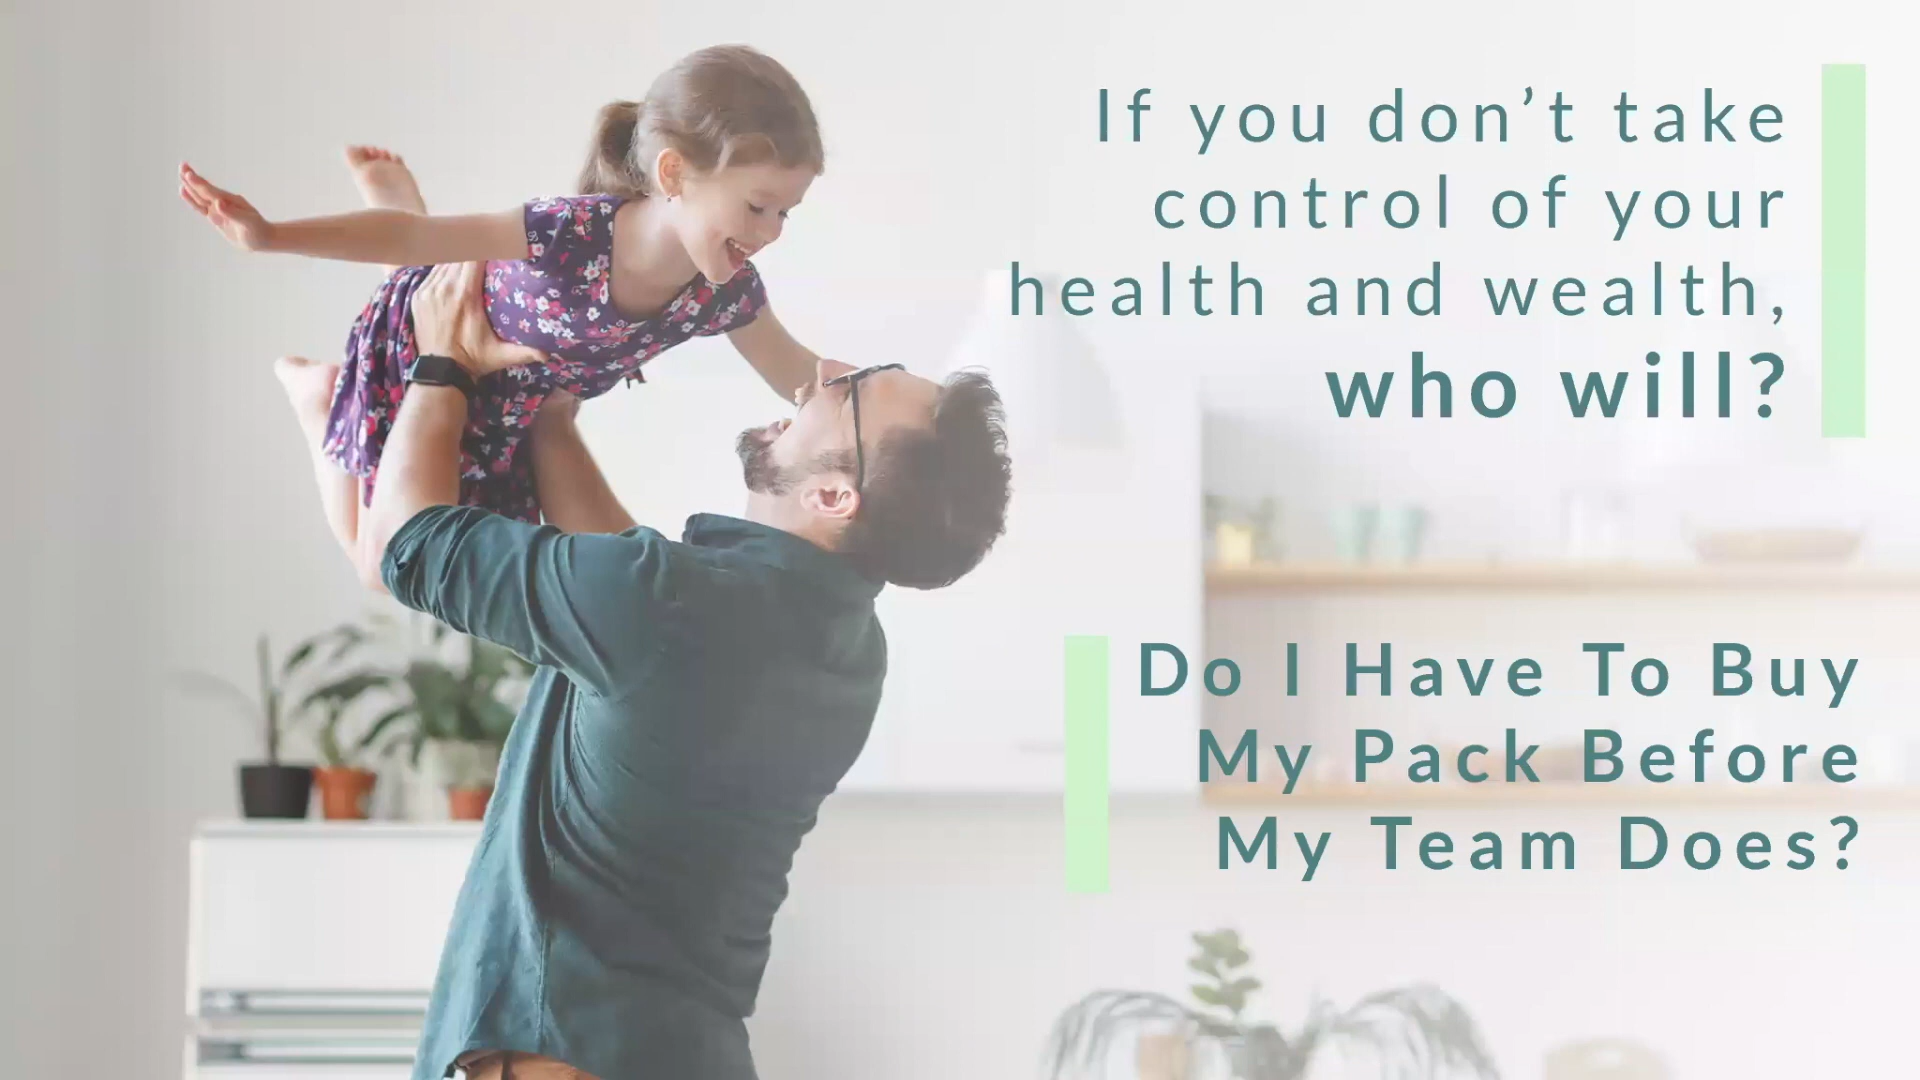 If you don’t take
control of your
health and wealth,
who will?
Do I Have To Buy
My Pack Before
My Team Does?